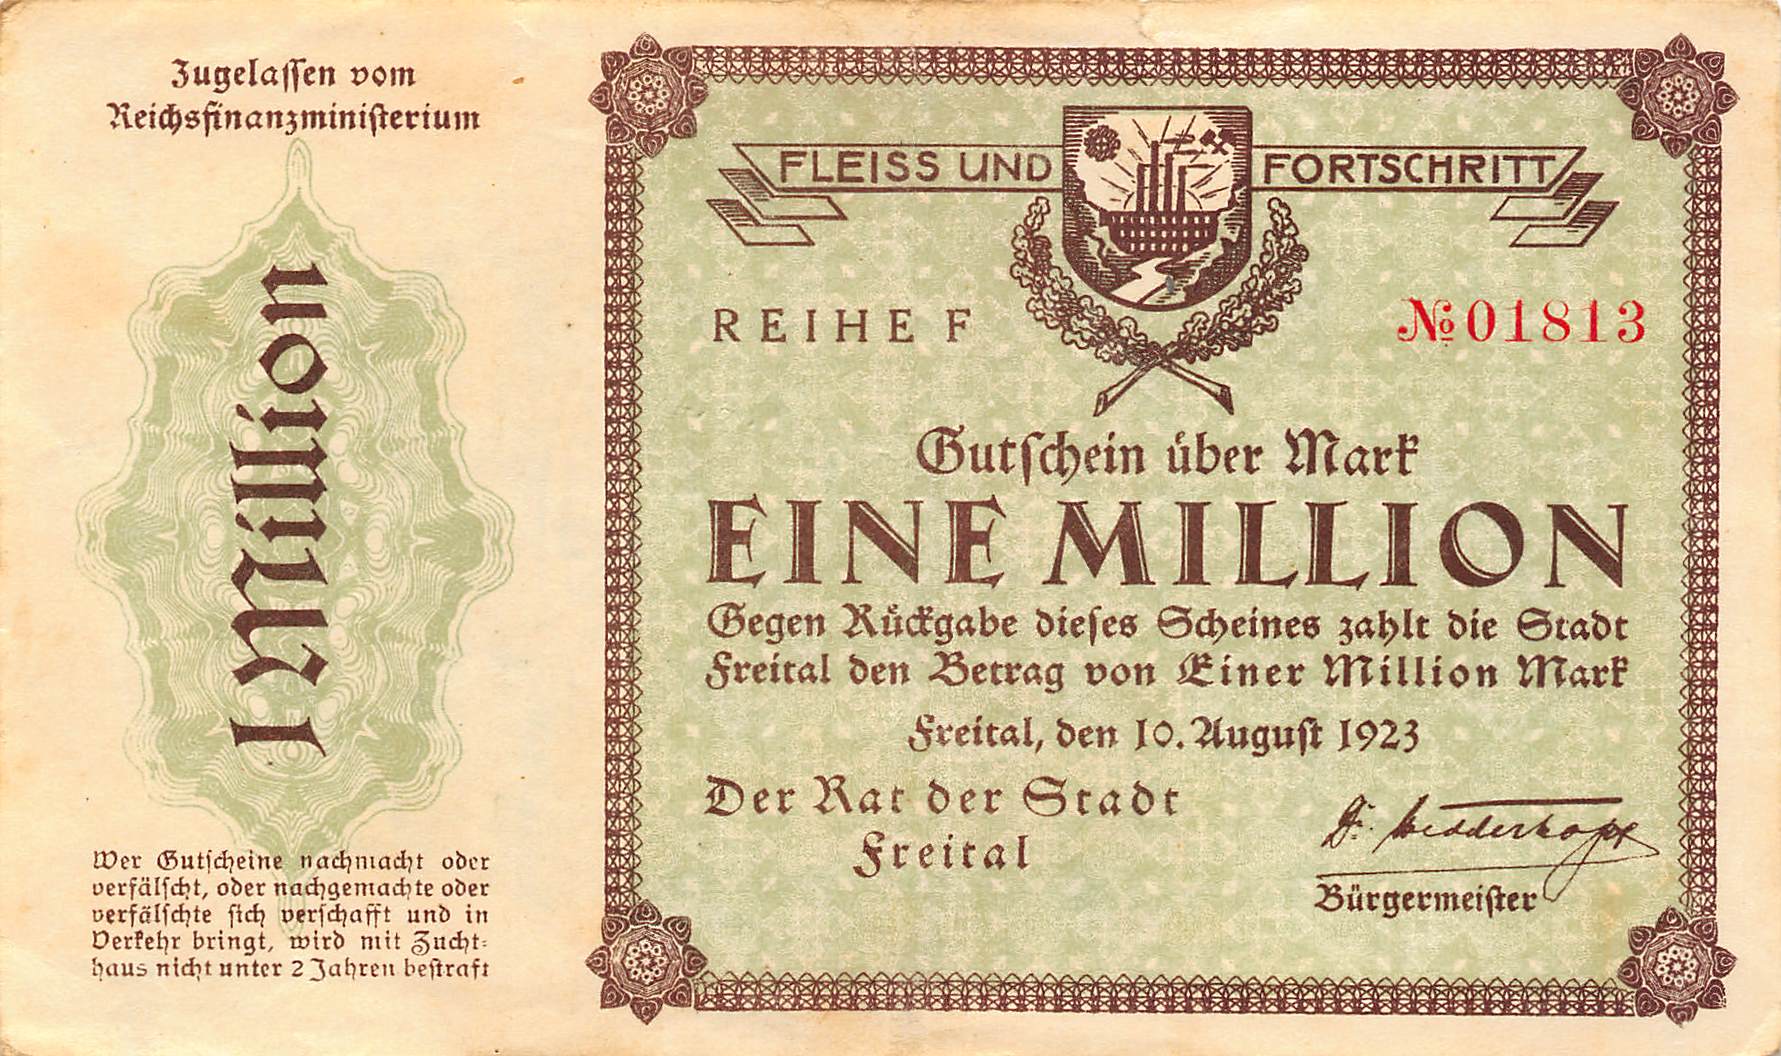 Zugelassen vom
Reichsfinanzministerium
1 Million
Wer Gutscheine nachmacht oder
verfälscht, oder nachgemachte oder
verfälschte sich verschafft und in
Verkehr bringt, wird mit Zucht=
haus nicht unter 2 Jahren bestraft
FLEISS UND FORTSCHRITT
REIHE F
№ 01813
Gutschein über Mark
EINE MILLION
Gegen Rückgabe dieses Scheines zahlt die Stadt
Freital den Betrag von Einer Million Mark
Freital, den 10. August 1923
Der Rat der Stadt
Freital
Bürgermeister